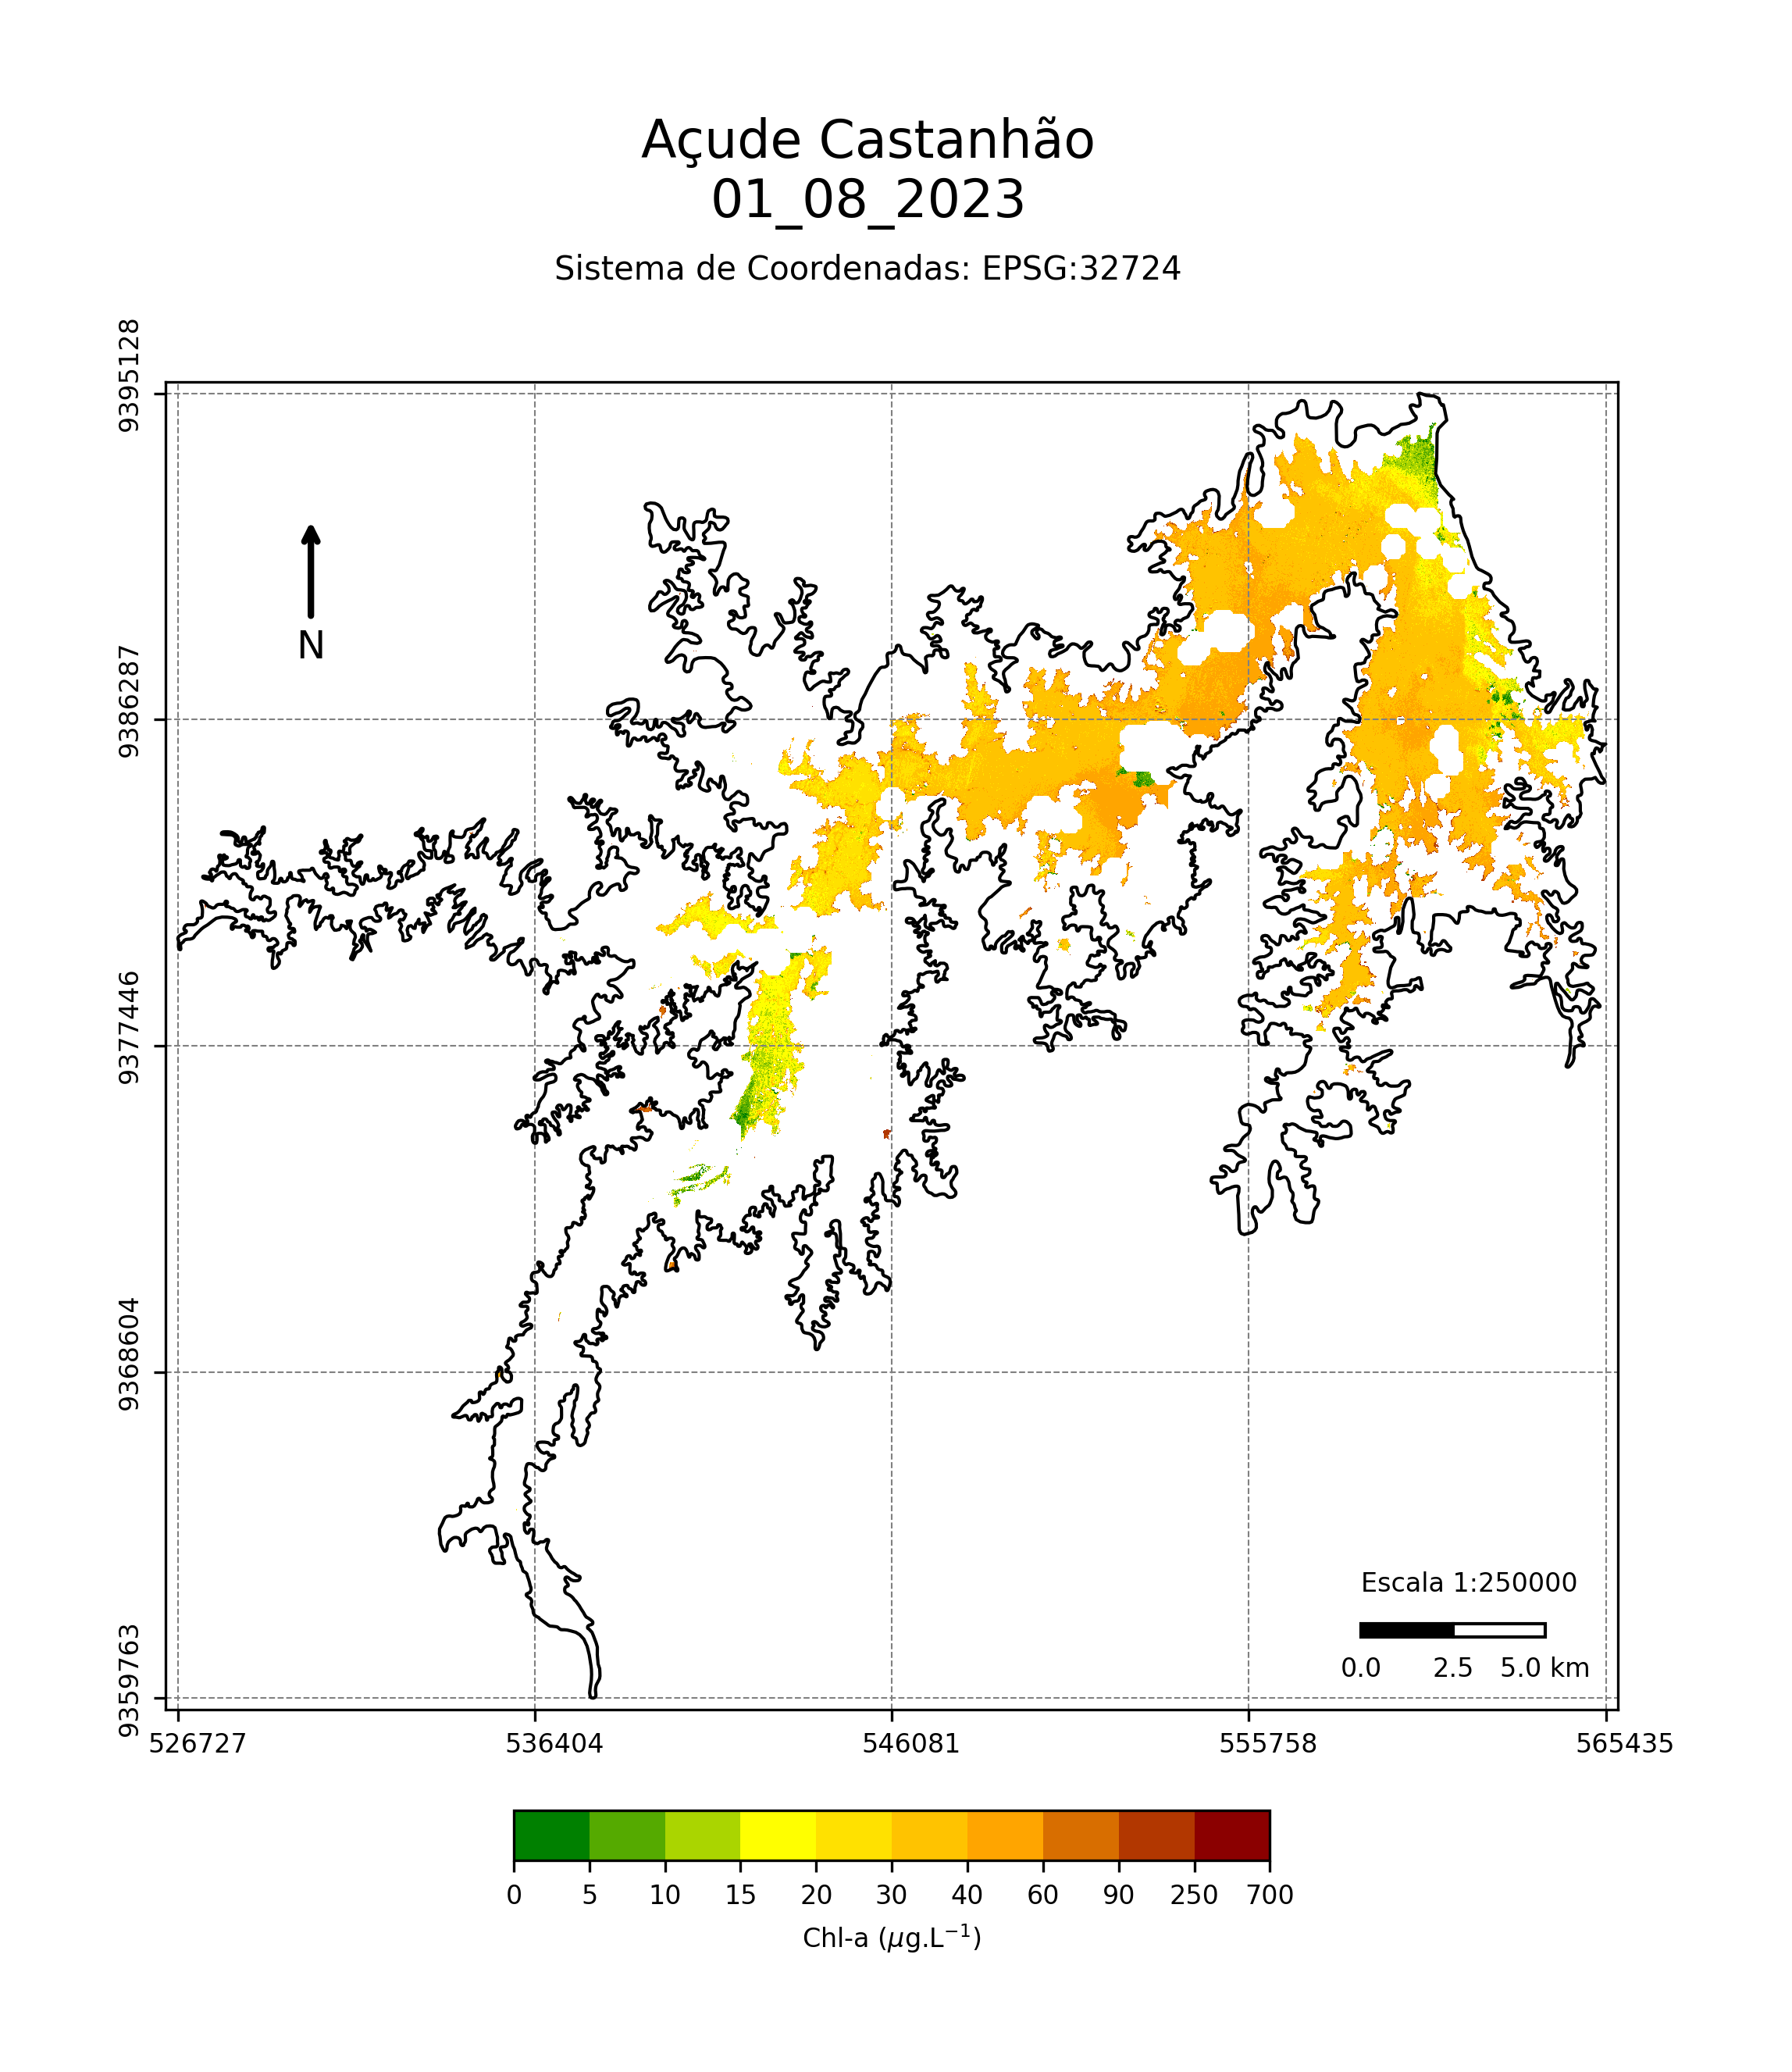 Açude Castanhão
01_08_2023
Sistema de Coordenadas: EPSG:32724
9395128
9386287
9377446
9368604
9359763
N
Escala 1:250000
0.0 2.5 5.0 km
526727 536404 546081 555758 565435
0 5 10 15 20 30 40 60 90 250 700
Chl-a (μg.L⁻¹)